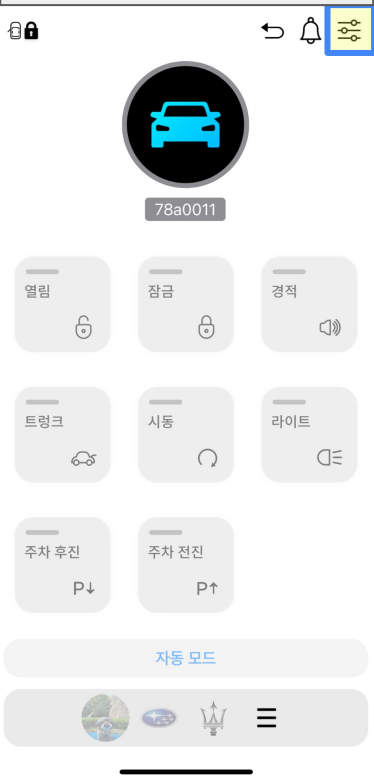 78a0011
열림
잠금
경적
트렁크
시동
라이트
주차 후진
P↓
주차 전진
P↑
자동 모드